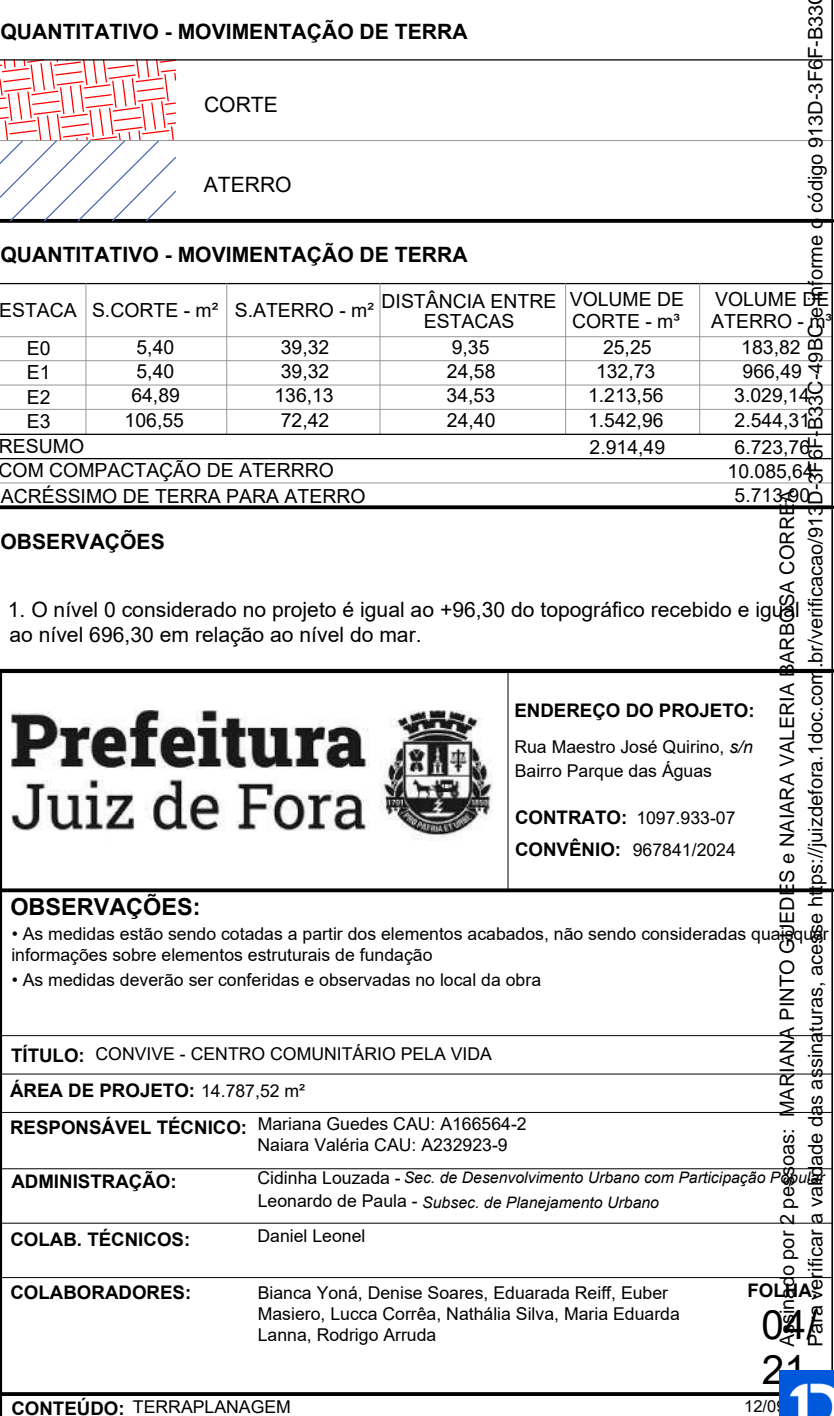 QUANTITATIVO - MOVIMENTAÇÃO DE TERRA
CORTE
ATERRO
QUANTITATIVO - MOVIMENTAÇÃO DE TERRA
ESTACA S.CORTE - m² S.ATERRO - m² DISTÂNCIA ENTRE ESTACAS VOLUME DE CORTE - m³ VOLUME DE ATERRO - m³
E0 5,40 39,32 9,35 25,25 183,82
E1 5,40 39,32 24,58 132,73 966,49
E2 64,89 136,13 34,53 1.213,56 3.029,14
E3 106,55 72,42 24,40 1.542,96 2.544,31
RESUMO 2.914,49 6.723,76
COM COMPACTAÇÃO DE ATERRRO 10.085,64
ACRÉSSIMO DE TERRA PARA ATERRO 5.713,90
OBSERVAÇÕES
1. O nível 0 considerado no projeto é igual ao +96,30 do topográfico recebido e igual
ao nível 696,30 em relação ao nível do mar.
Prefeitura
Juiz de Fora
ENDEREÇO DO PROJETO:
Rua Maestro José Quirino, s/n
Bairro Parque das Águas
CONTRATO: 1097.933-07
CONVÊNIO: 967841/2024
OBSERVAÇÕES:
• As medidas estão sendo cotadas a partir dos elementos acabados, não sendo consideradas quaisquer
informações sobre elementos estruturais de fundação
• As medidas deverão ser conferidas e observadas no local da obra
TÍTULO: CONVIVE - CENTRO COMUNITÁRIO PELA VIDA
ÁREA DE PROJETO: 14.787,52 m²
RESPONSÁVEL TÉCNICO: Mariana Guedes CAU: A166564-2
Naiara Valéria CAU: A232923-9
ADMINISTRAÇÃO: Cidinha Louzada - Sec. de Desenvolvimento Urbano com Participação Popular
Leonardo de Paula - Subsec. de Planejamento Urbano
COLAB. TÉCNICOS: Daniel Leonel
COLABORADORES: Bianca Yoná, Denise Soares, Eduarada Reiff, Euber
Masiero, Lucca Corrêa, Nathália Silva, Maria Eduarda
Lanna, Rodrigo Arruda
FOLHA:
04/
21
CONTEÚDO: TERRAPLANAGEM 12/09
Assinado por 2 pessoas: MARIANA PINTO GUEDES e NAIARA VALERIA BARBOSA CORREA
Para verificar a validade das assinaturas, acesse https://juizdefora.1doc.com.br/verificacao/913D-3F6F-B33C-49BC e informe o código 913D-3F6F-B33C